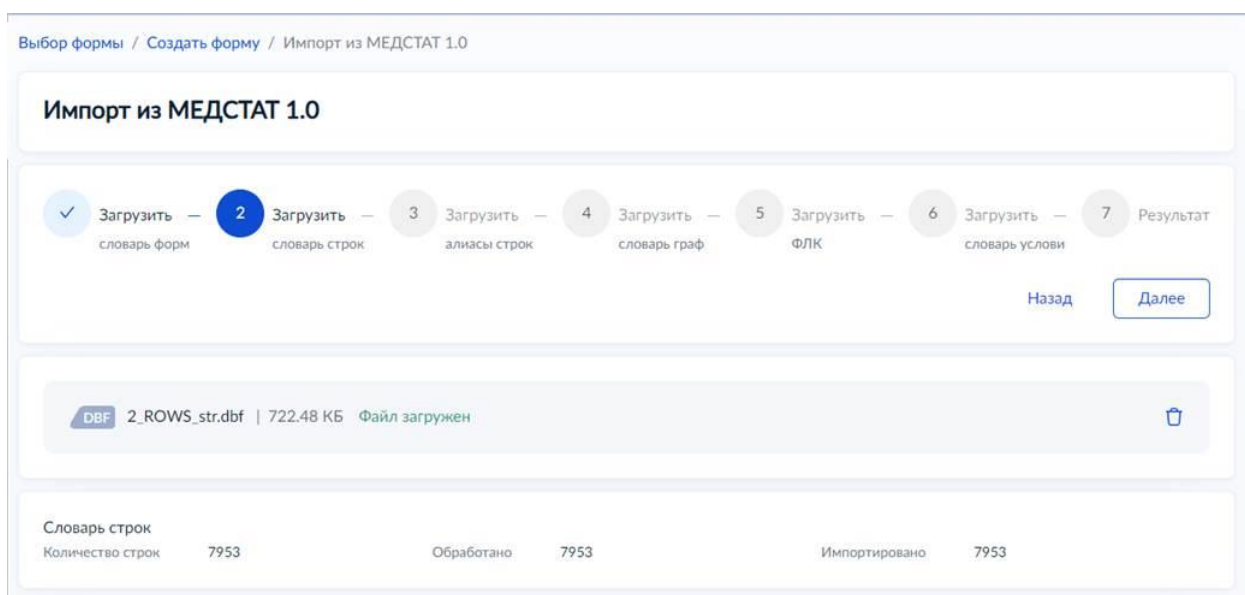 Выбор формы / Создать форму / Импорт из МЕДСТАТ 1.0
Импорт из МЕДСТАТ 1.0
Загрузить — 2 Загрузить — 3 Загрузить — 4 Загрузить — 5 Загрузить — 6 Загрузить — 7 Результат
словарь форм словарь строк алиасы строк словарь граф ФЛК словарь услови
Назад Далее
DBF 2_ROWS_str.dbf | 722.48 КБ Файл загружен
Словарь строк
Количество строк 7953 Обработано 7953 Импортировано 7953